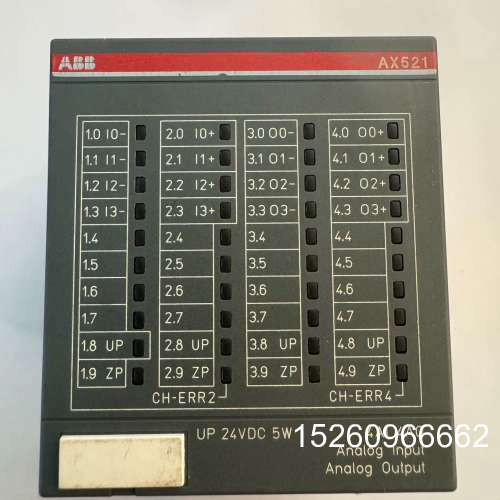 ABB AX521
1.0 I0- 2.0 I0+ 3.0 O0- 4.0 O0+
1.1 I1- 2.1 I1+ 3.1 O1- 4.1 O1+
1.2 I2- 2.2 I2+ 3.2 O2- 4.2 O2+
1.3 I3- 2.3 I3+ 3.3 O3- 4.3 O3+
1.4 2.4 3.4 4.4
1.5 2.5 3.5 4.5
1.6 2.6 3.6 4.6
1.7 2.7 3.7 4.7
1.8 UP 2.8 UP 3.8 UP 4.8 UP
1.9 ZP 2.9 ZP 3.9 ZP 4.9 ZP
CH-ERR2 CH-ERR4
UP 24VDC 5W
15260966662
Analog Input
Analog Output